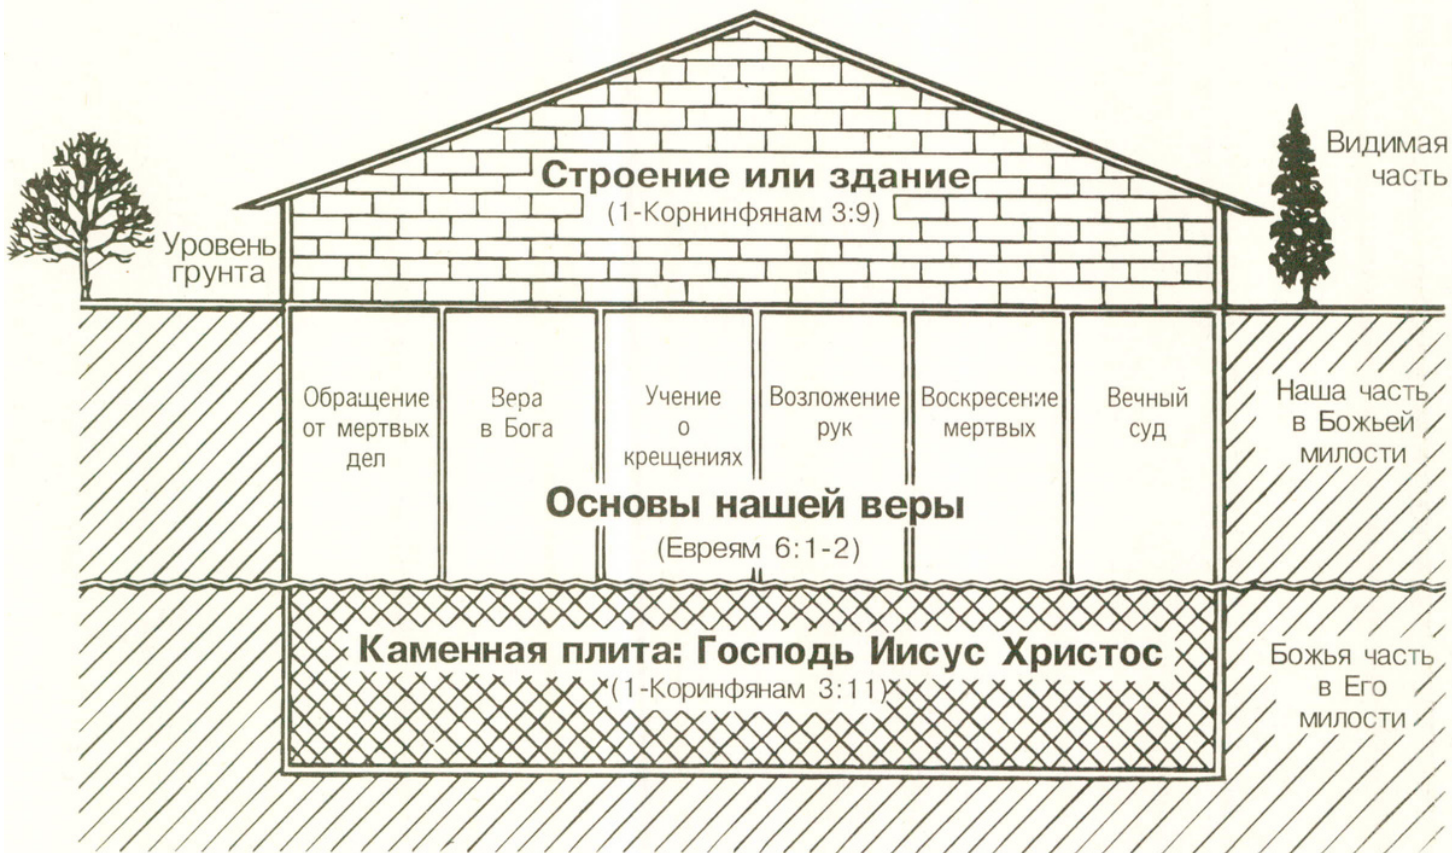 Видимая
часть
Строение или здание
(1-Корнинфянам 3:9)
Уровень
грунта
Обращение
от мертвых
дел
Вера
в Бога
Учение
о
крещениях
Возложение
рук
Воскресение
мертвых
Вечный
суд
Наша часть
в Божьей
милости
Основы нашей веры
(Евреям 6:1-2)
Каменная плита: Господь Иисус Христос
(1-Коринфянам 3:11)
Божья часть
в Его
милости